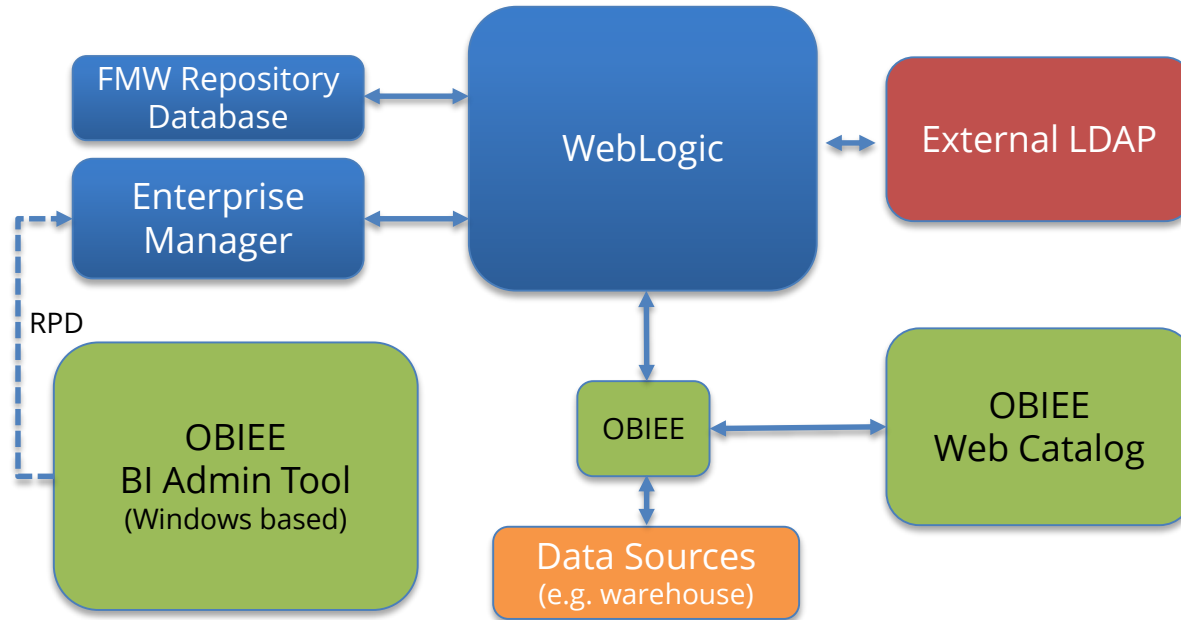 FMW Repository
Database
WebLogic
External LDAP
Enterprise
Manager
RPD
OBIEE
BI Admin Tool
(Windows based)
OBIEE
OBIEE
Web Catalog
Data Sources
(e.g. warehouse)